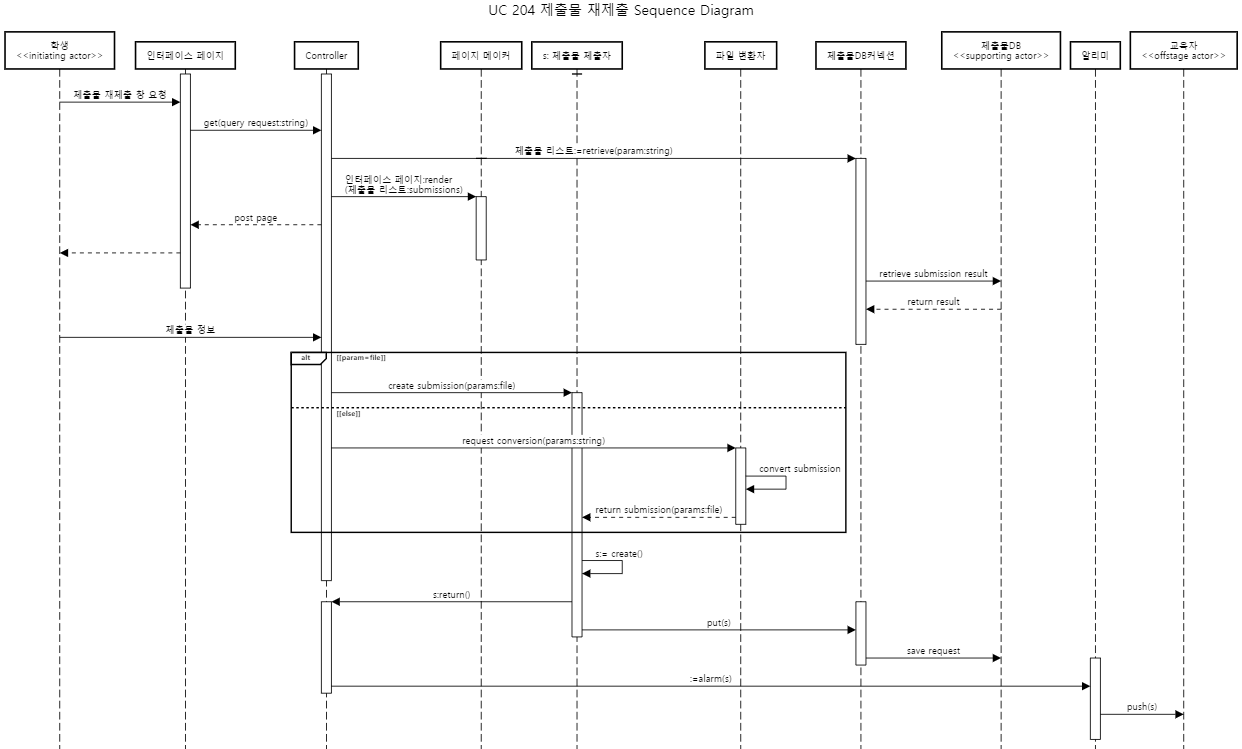 UC 204 제출물 재제출 Sequence Diagram
학생
<<initiating actor>>
인터페이스 페이지
Controller
페이지 메이커
s: 제출물 제출자
파일 변환자
제출물DB커넥션
제출물DB
<<supporting actor>>
알리미
교육자
<<offstage actor>>
제출물 재제출 창 요청
get(query request:string)
제출물 리스트:=retrieve(param:string)
인터페이스 페이지:render
(제출물 리스트:submissions)
post page
retrieve submission result
return result
제출물 정보
alt
[[param=file]]
create submission(params:file)
[[else]]
request conversion(params:string)
convert submission
return submission(params:file)
s:= create()
s:return()
put(s)
save request
:=alarm(s)
push(s)